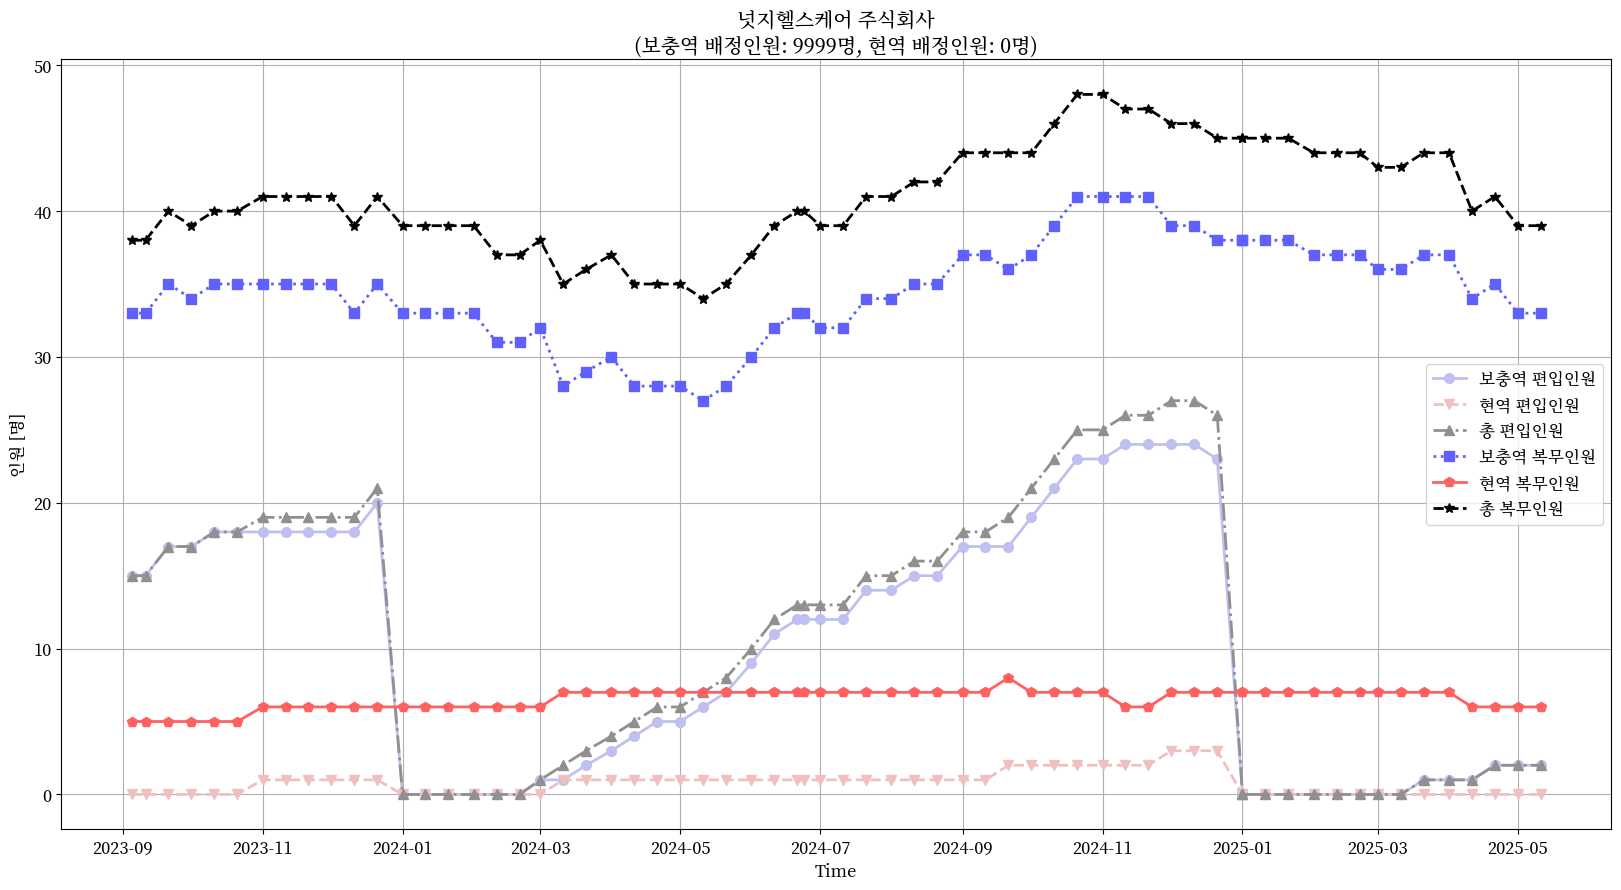 넛지헬스케어 주식회사
(보충역 배정인원: 9999명, 현역 배정인원: 0명)
50
40
30
20
10
0
인원 [명]
보충역 편입인원
현역 편입인원
총 편입인원
보충역 복무인원
현역 복무인원
총 복무인원
2023-09
2023-11
2024-01
2024-03
2024-05
2024-07
2024-09
2024-11
2025-01
2025-03
2025-05
Time